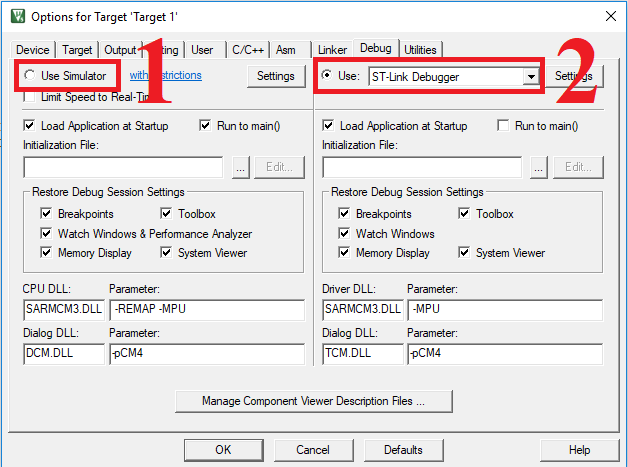 Options for Target 'Target 1'
Device Target Output ting User C/C++ Asm Linker Debug Utilities
1 2
Use Simulator with strictions Settings Use: ST-Link Debugger Settings
Limit Speed to Real-Tim
Load Application at Startup Run to main() Load Application at Startup Run to main()
Initialization File: Initialization File:
... Edit... ... Edit...
Restore Debug Session Settings Restore Debug Session Settings
Breakpoints Toolbox Breakpoints Toolbox
Watch Windows & Performance Analyzer Watch Windows
Memory Display System Viewer Memory Display System Viewer
CPU DLL: Parameter: Driver DLL: Parameter:
SARMCM3.DLL -REMAP -MPU SARMCM3.DLL -MPU
Dialog DLL: Parameter: Dialog DLL: Parameter:
DCM.DLL -pCM4 TCM.DLL -pCM4
Manage Component Viewer Description Files ...
OK Cancel Defaults Help